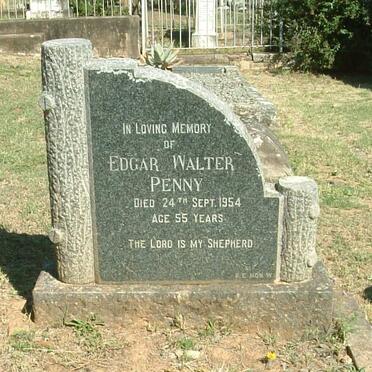 IN LOVING MEMORY
OF
EDGAR WALTER
PENNY
DIED 24TH SEPT. 1954
AGE 55 YEARS
THE LORD IS MY SHEPHERD